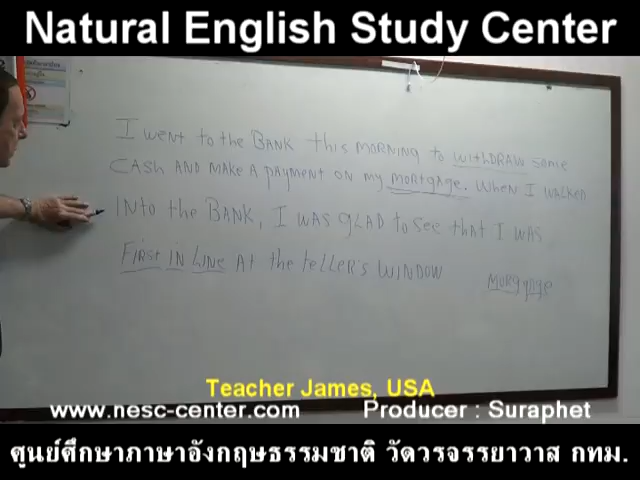 Natural English Study Center
I went to the BANK this MORNING to withDRAW some
CASH AND MAKE A PAYMENT ON MY MORTGAGE. WHEN I WALKED
INTO the BANK, I WAS GLAD to SEE that I WAS
FIRST IN LINE At the teLLER'S WINDOW
MORTGAGE
Teacher James, USA
www.nesc-center.com Producer : Suraphet
ศูนย์ศึกษาภาษาอังกฤษธรรมชาติ วัดวรจรรยาวาส กทม.